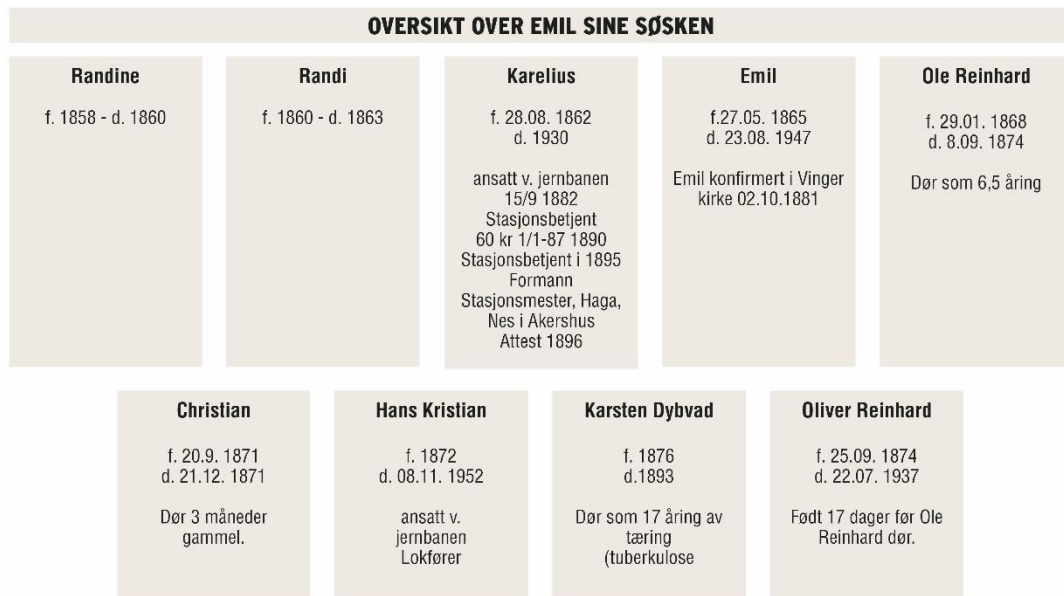 OVERSIKT OVER EMIL SINE SØSKEN
Randine
f. 1858 - d. 1860
Randi
f. 1860 - d. 1863
Karelius
f. 28.08. 1862
d. 1930
ansatt v. jernbanen
15/9 1882
Stasjonsbetjent
60 kr 1/1-87 1890
Stasjonsbetjent i 1895
Formann
Stasjonsmester, Haga,
Nes i Akershus
Attest 1896
Emil
f.27.05. 1865
d. 23.08. 1947
Emil konfirmert i Vinger
kirke 02.10.1881
Ole Reinhard
f. 29.01. 1868
d. 8.09. 1874
Dør som 6,5 åring
Christian
f. 20.9. 1871
d. 21.12. 1871
Dør 3 måneder
gammel.
Hans Kristian
f. 1872
d. 08.11. 1952
ansatt v.
jernbanen
Lokfører
Karsten Dybvad
f. 1876
d.1893
Dør som 17 åring av
tæring
(tuberkulose
Oliver Reinhard
f. 25.09. 1874
d. 22.07. 1937
Født 17 dager før Ole
Reinhard dør.